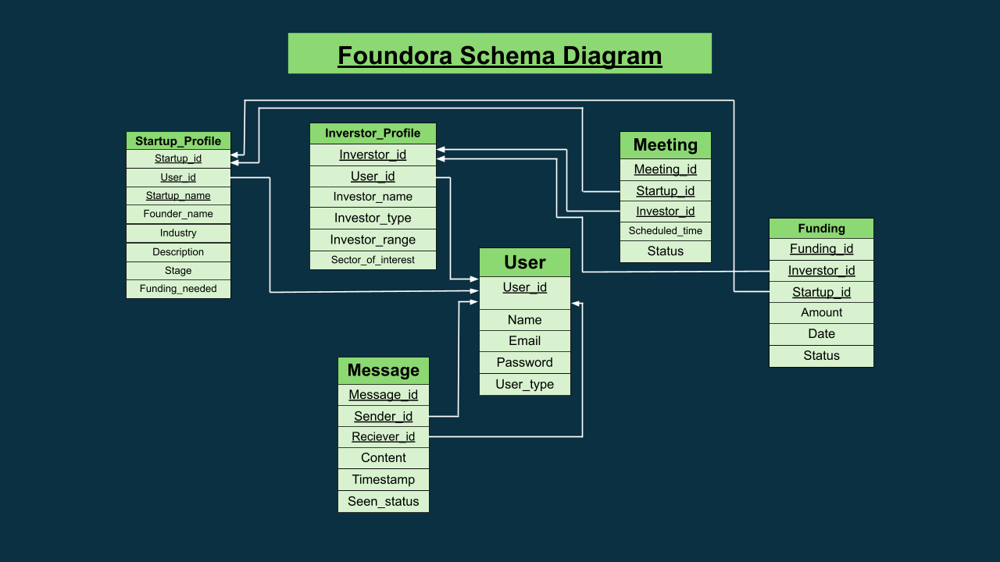 Foundora Schema Diagram
Startup_Profile
Startup_id
User_id
Startup_name
Founder_name
Industry
Description
Stage
Funding_needed
Inverstor_Profile
Inverstor_id
User_id
Investor_name
Investor_type
Investor_range
Sector_of_interest
User
User_id
Name
Email
Password
User_type
Meeting
Meeting_id
Startup_id
Investor_id
Scheduled_time
Status
Funding
Funding_id
Inverstor_id
Startup_id
Amount
Date
Status
Message
Message_id
Sender_id
Reciever_id
Content
Timestamp
Seen_status